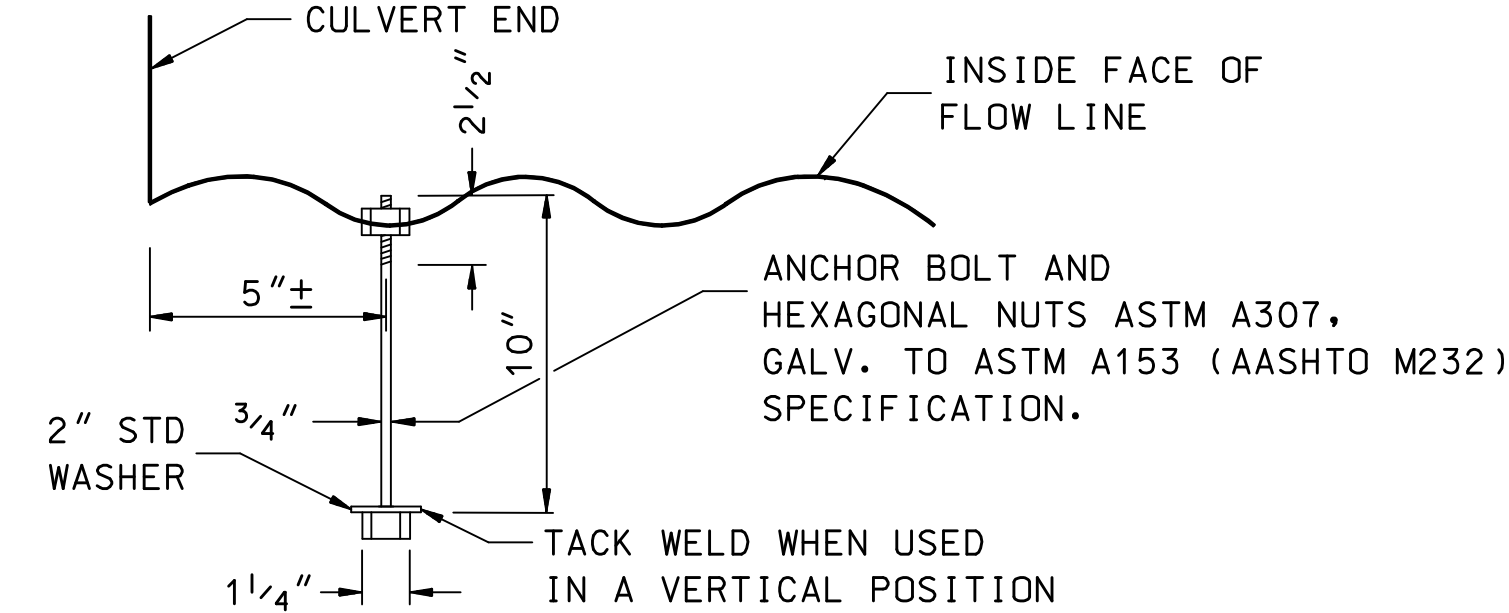 CULVERT END
2 1/2"
INSIDE FACE OF
FLOW LINE
5"±
10"
ANCHOR BOLT AND
HEXAGONAL NUTS ASTM A307,
GALV. TO ASTM A153 (AASHTO M232)
SPECIFICATION.
3/4"
2" STD
WASHER
TACK WELD WHEN USED
IN A VERTICAL POSITION
1 1/4"